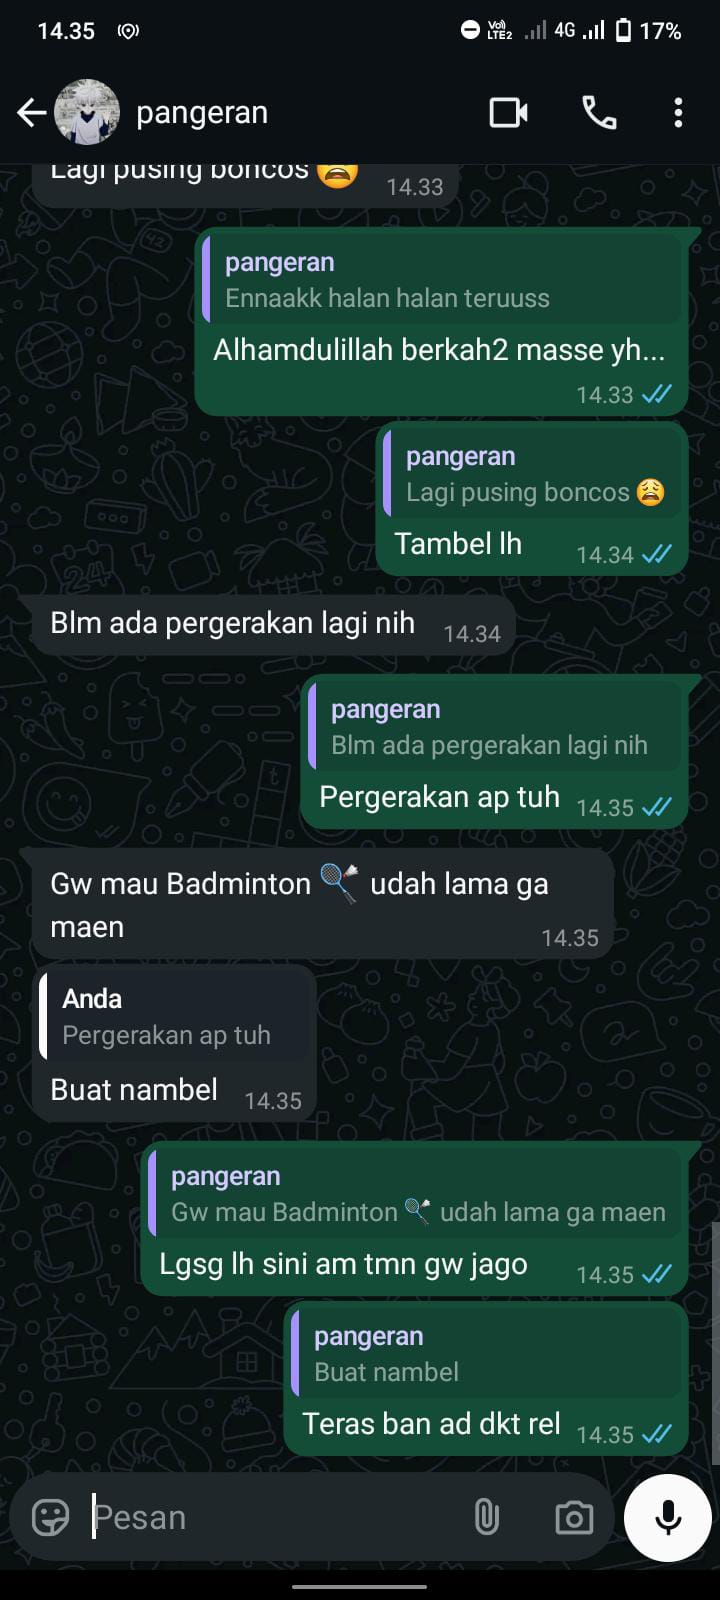 14.35
Vo)) LTE2 4G 17%
pangeran
Lagi pusing boncos 😩 14.33
pangeran
Ennaakk halan halan teruuss
Alhamdulillah berkah2 masse yh...
14.33
pangeran
Lagi pusing boncos 😩
Tambel lh 14.34
Blm ada pergerakan lagi nih 14.34
pangeran
Blm ada pergerakan lagi nih
Pergerakan ap tuh 14.35
Gw mau Badminton 🏸 udah lama ga
maen 14.35
Anda
Pergerakan ap tuh
Buat nambel 14.35
pangeran
Gw mau Badminton 🏸 udah lama ga maen
Lgsg lh sini am tmn gw jago 14.35
pangeran
Buat nambel
Teras ban ad dkt rel 14.35
Pesan